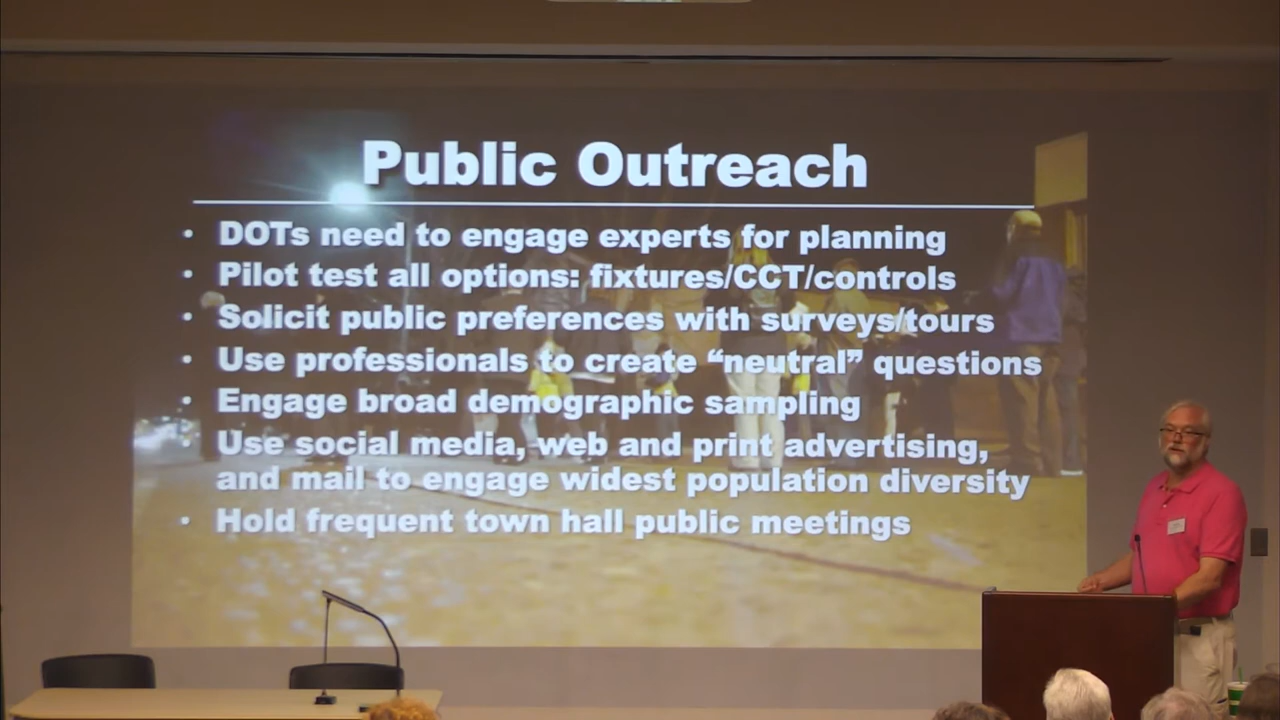 Public Outreach
• DOTs need to engage experts for planning
• Pilot test all options: fixtures/CCT/controls
• Solicit public preferences with surveys/tours
• Use professionals to create “neutral” questions
• Engage broad demographic sampling
Use social media, web and print advertising,
and mail to engage widest population diversity
• Hold frequent town hall public meetings